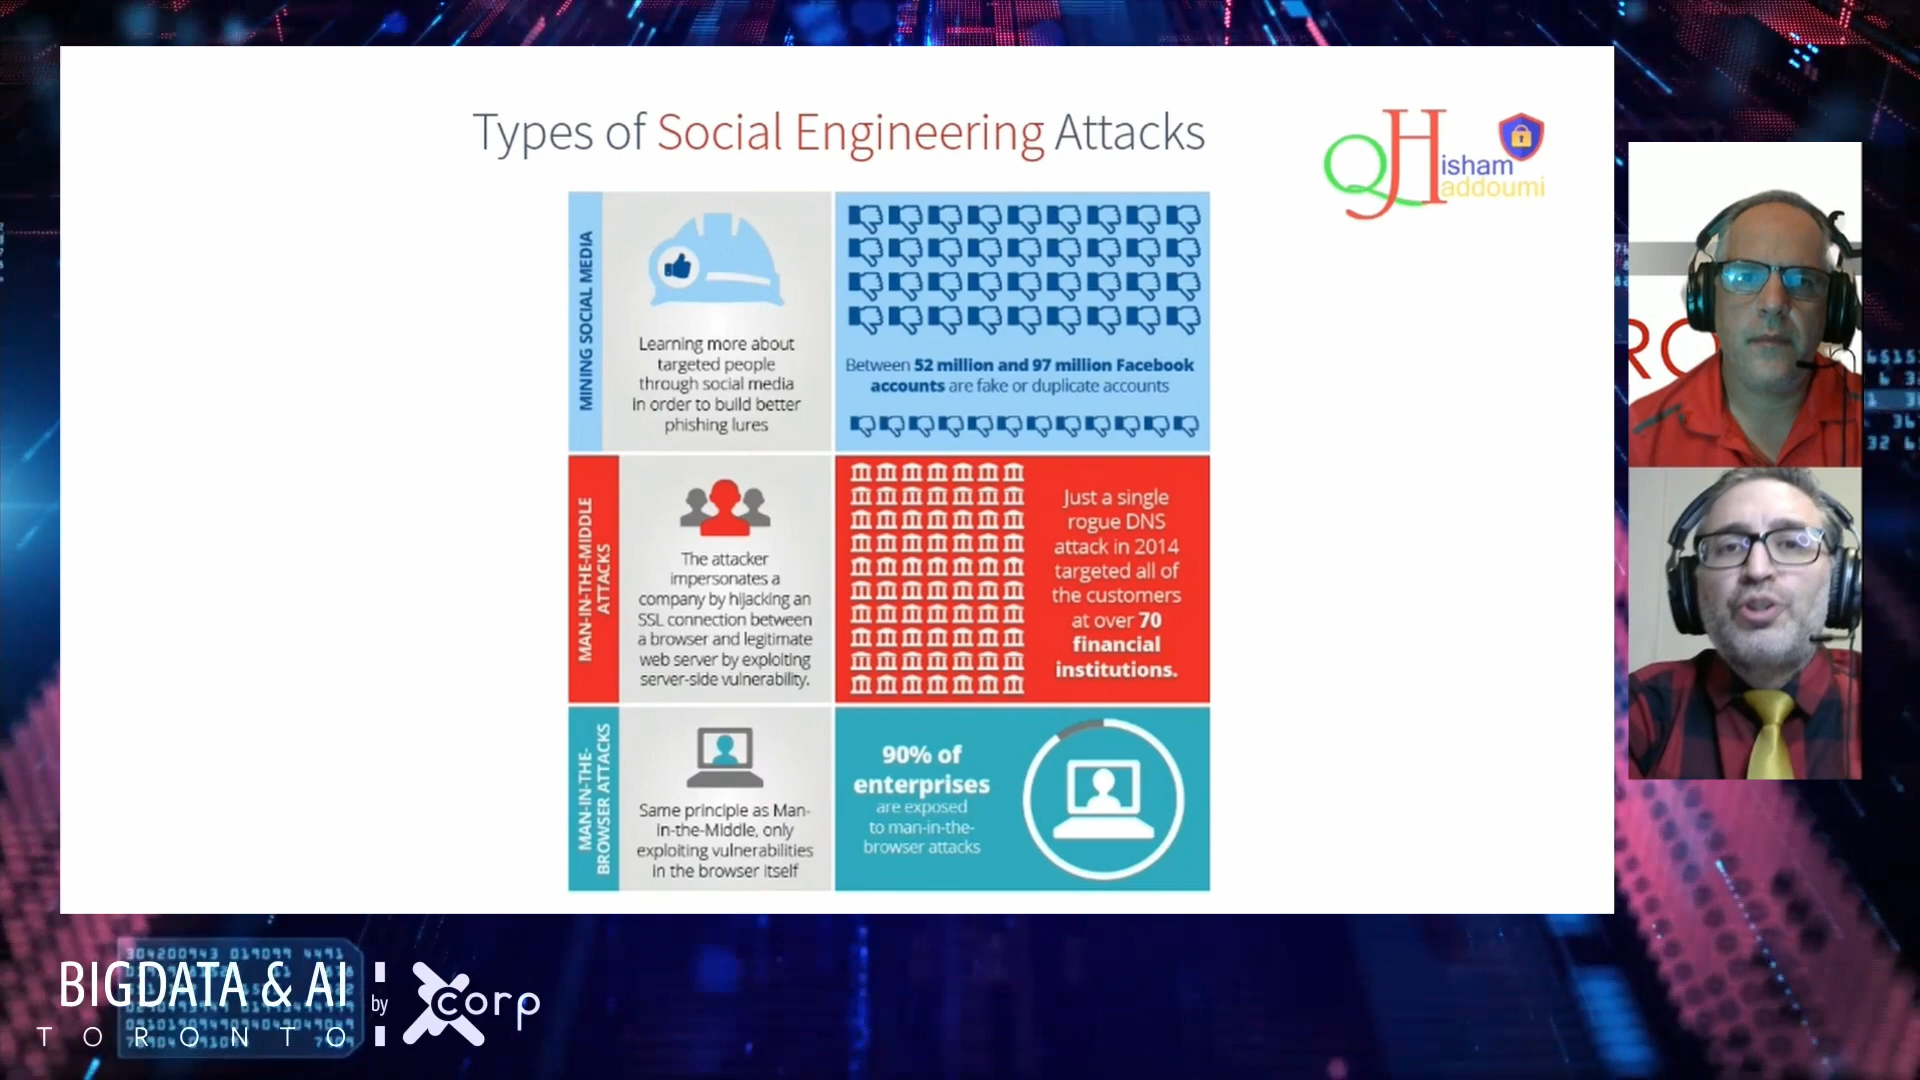 Types of Social Engineering Attacks
QHisham
Qaddoumi
MINING SOCIAL MEDIA
Learning more about
targeted people
through social media
in order to build better
phishing lures
Between 52 million and 97 million Facebook
accounts are fake or duplicate accounts
MAN-IN-THE-MIDDLE
ATTACKS
The attacker
impersonates a
company by hijacking an
SSL connection between
a browser and legitimate
web server by exploiting
server-side vulnerability.
Just a single
rogue DNS
attack in 2014
targeted all of
the customers
at over 70
financial
institutions.
MAN-IN-THE-
BROWSER ATTACKS
Same principle as Man-
in-the-Middle, only
exploiting vulnerabilities
in the browser itself
90% of
enterprises
are exposed
to man-in-the-
browser attacks
BIGDATA & AI
TORONTO
by
corp